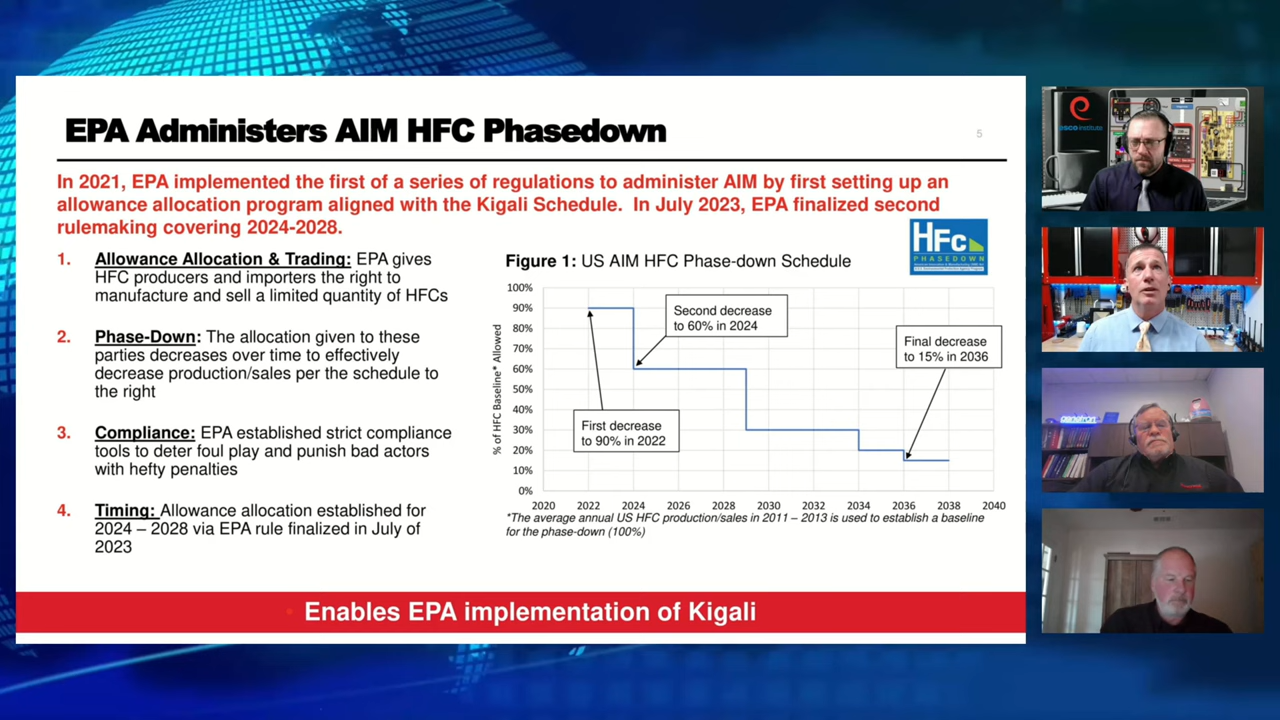 EPA Administers AIM HFC Phasedown
5
In 2021, EPA implemented the first of a series of regulations to administer AIM by first setting up an
allowance allocation program aligned with the Kigali Schedule. In July 2023, EPA finalized second
rulemaking covering 2024-2028.
1. Allowance Allocation & Trading: EPA gives
HFC producers and importers the right to
manufacture and sell a limited quantity of HFCs
2. Phase-Down: The allocation given to these
parties decreases over time to effectively
decrease production/sales per the schedule to
the right
3. Compliance: EPA established strict compliance
tools to deter foul play and punish bad actors
with hefty penalties
4. Timing: Allowance allocation established for
2024 – 2028 via EPA rule finalized in July of
2023
HFc
PHASEDOWN
Figure 1: US AIM HFC Phase-down Schedule
% of HFC Baseline* Allowed
100%
90%
80%
70%
60%
50%
40%
30%
20%
10%
0%
Second decrease
to 60% in 2024
Final decrease
to 15% in 2036
First decrease
to 90% in 2022
2020 2022 2024 2026 2028 2030 2032 2034 2036 2038 2040
*The average annual US HFC production/sales in 2011 – 2013 is used to establish a baseline
for the phase-down (100%)
• Enables EPA implementation of Kigali
esco institute